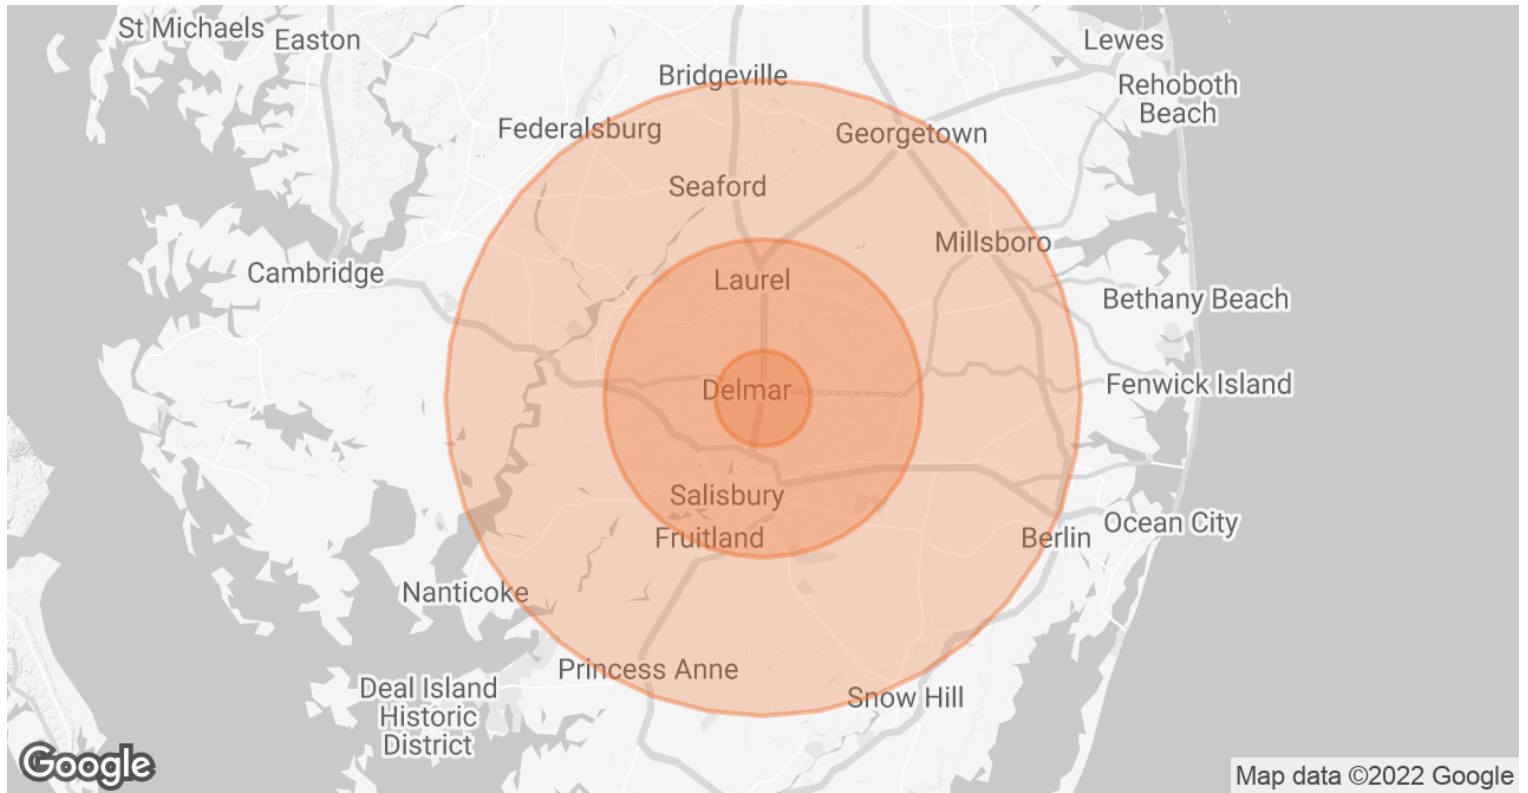 St Michaels
Easton
Lewes
Bridgeville
Rehoboth
Beach
Federalsburg
Georgetown
Seaford
Millsboro
Cambridge
Laurel
Bethany Beach
Delmar
Fenwick Island
Salisbury
Ocean City
Fruitland
Berlin
Nanticoke
Princess Anne
Deal Island
Historic
District
Snow Hill
Google
Map data ©2022 Google